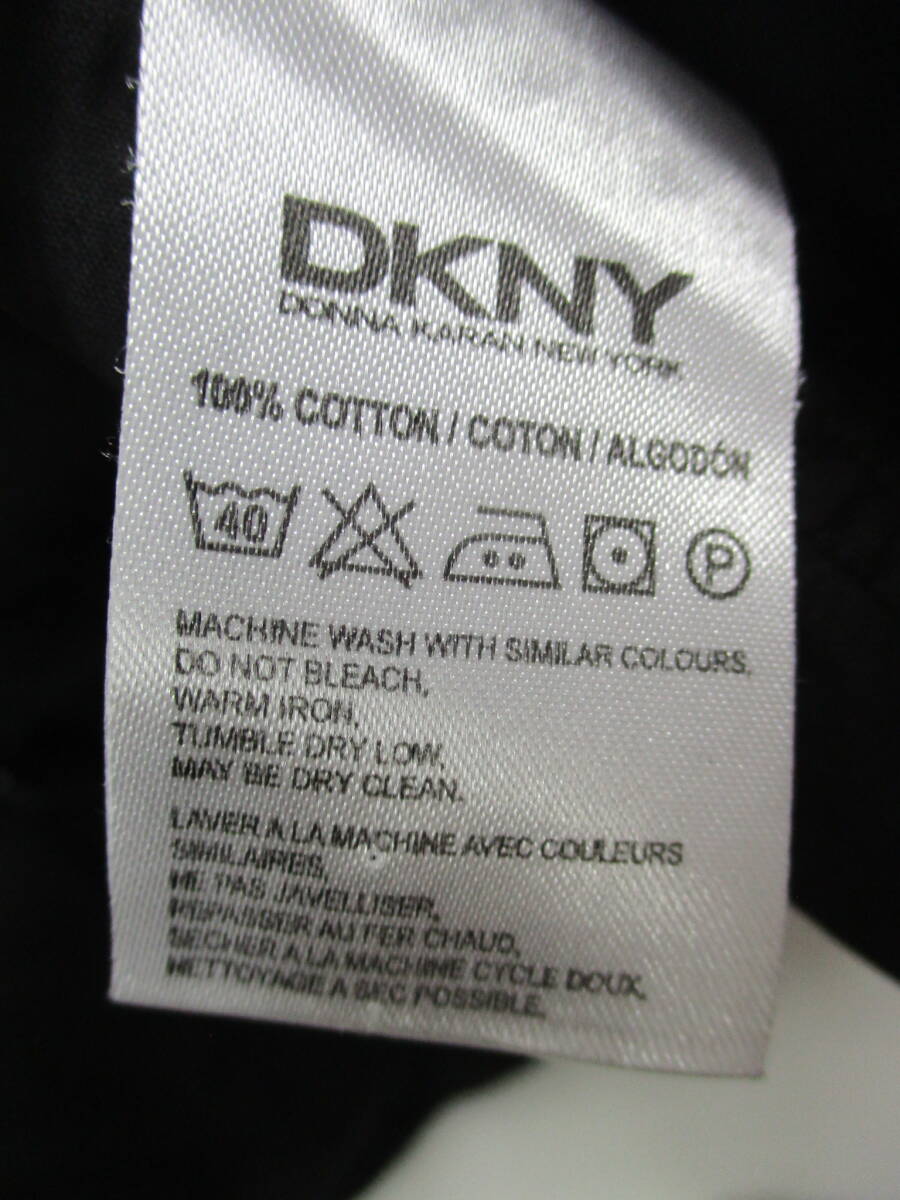 DKNY
DONNA KARAN NEW YORK
100% COTTON / COTON / ALGODÓN
40 P
MACHINE WASH WITH SIMILAR COLOURS.
DO NOT BLEACH.
WARM IRON.
TUMBLE DRY LOW.
MAY BE DRY CLEAN.
LAVER A LA MACHINE AVEC COULEURS
SIMILAIRES.
NE PAS JAVELLISER.
REPASSER AU FER CHAUD.
SECHER A LA MACHINE CYCLE DOUX.
NETTOYAGE A SEC POSSIBLE.